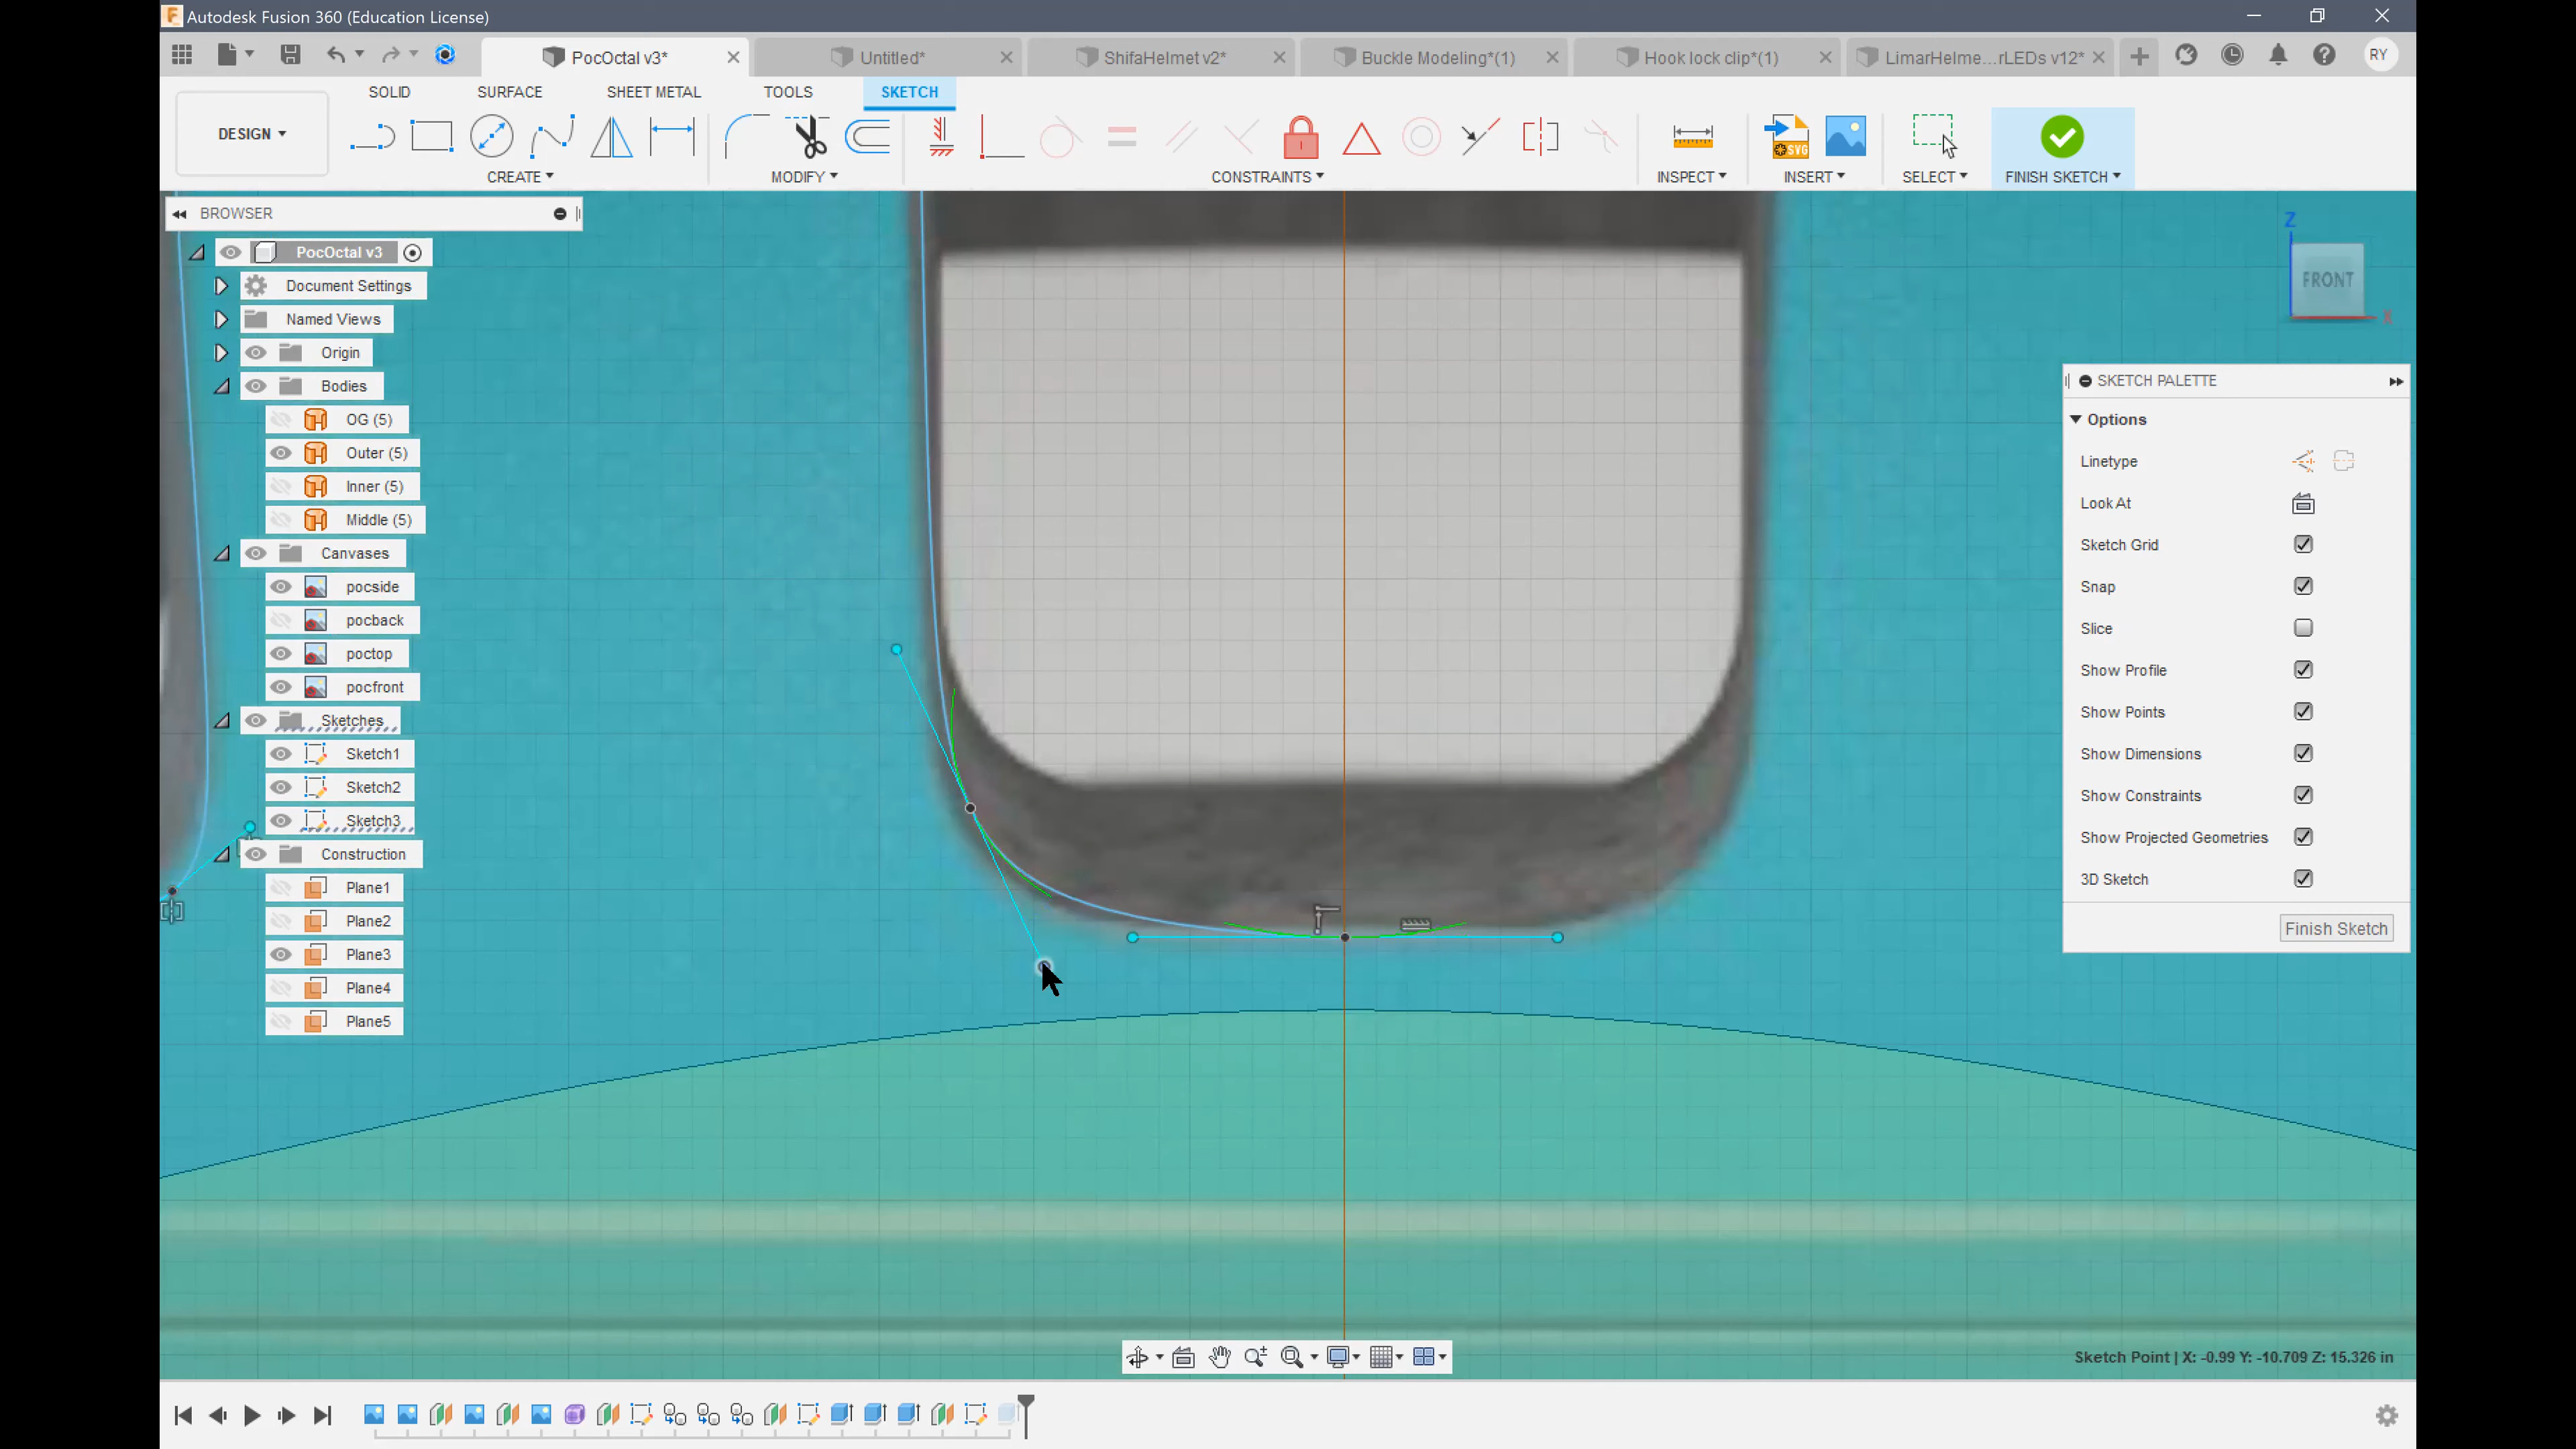 Autodesk Fusion 360 (Education License)
PocOctal v3*
Untitled*
ShifaHelmet v2*
Buckle Modeling*(1)
Hook lock clip*(1)
LimarHelme...rLEDs v12*
RY
SOLID
SURFACE
SHEET METAL
TOOLS
SKETCH
DESIGN
SVG
CREATE
MODIFY
CONSTRAINTS
INSPECT
INSERT
SELECT
FINISH SKETCH
BROWSER
PocOctal v3
Document Settings
Named Views
Origin
Bodies
OG (5)
Outer (5)
Inner (5)
Middle (5)
Canvases
pocside
pocback
poctop
pocfront
Sketches
Sketch1
Sketch2
Sketch3
Construction
Plane1
Plane2
Plane3
Plane4
Plane5
Z
FRONT
X
SKETCH PALETTE
Options
Linetype
Look At
Sketch Grid
Snap
Slice
Show Profile
Show Points
Show Dimensions
Show Constraints
Show Projected Geometries
3D Sketch
Finish Sketch
Sketch Point | X: -0.99 Y: -10.709 Z: 15.326 in